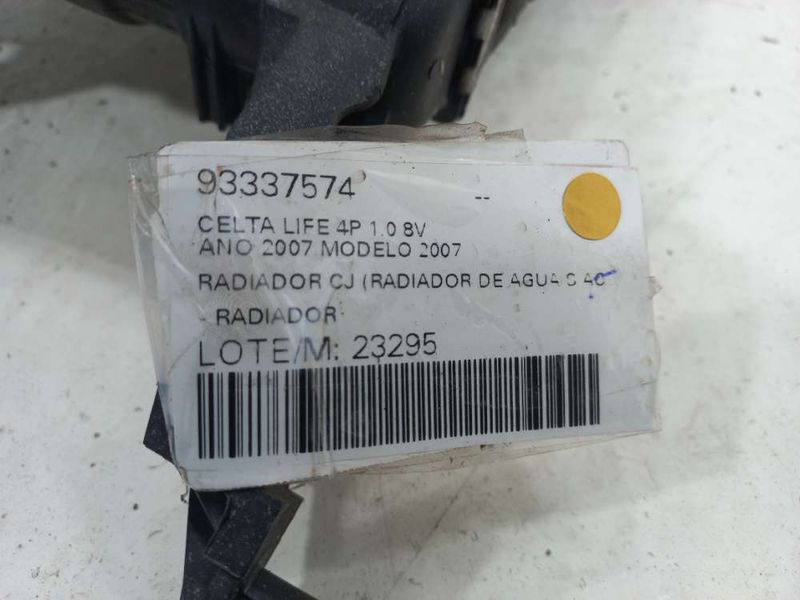 93337574 --
CELTA LIFE 4P 1.0 8V
ANO 2007 MODELO 2007
RADIADOR CJ (RADIADOR DE AGUA S AC
- RADIADOR
LOTE/M: 23295